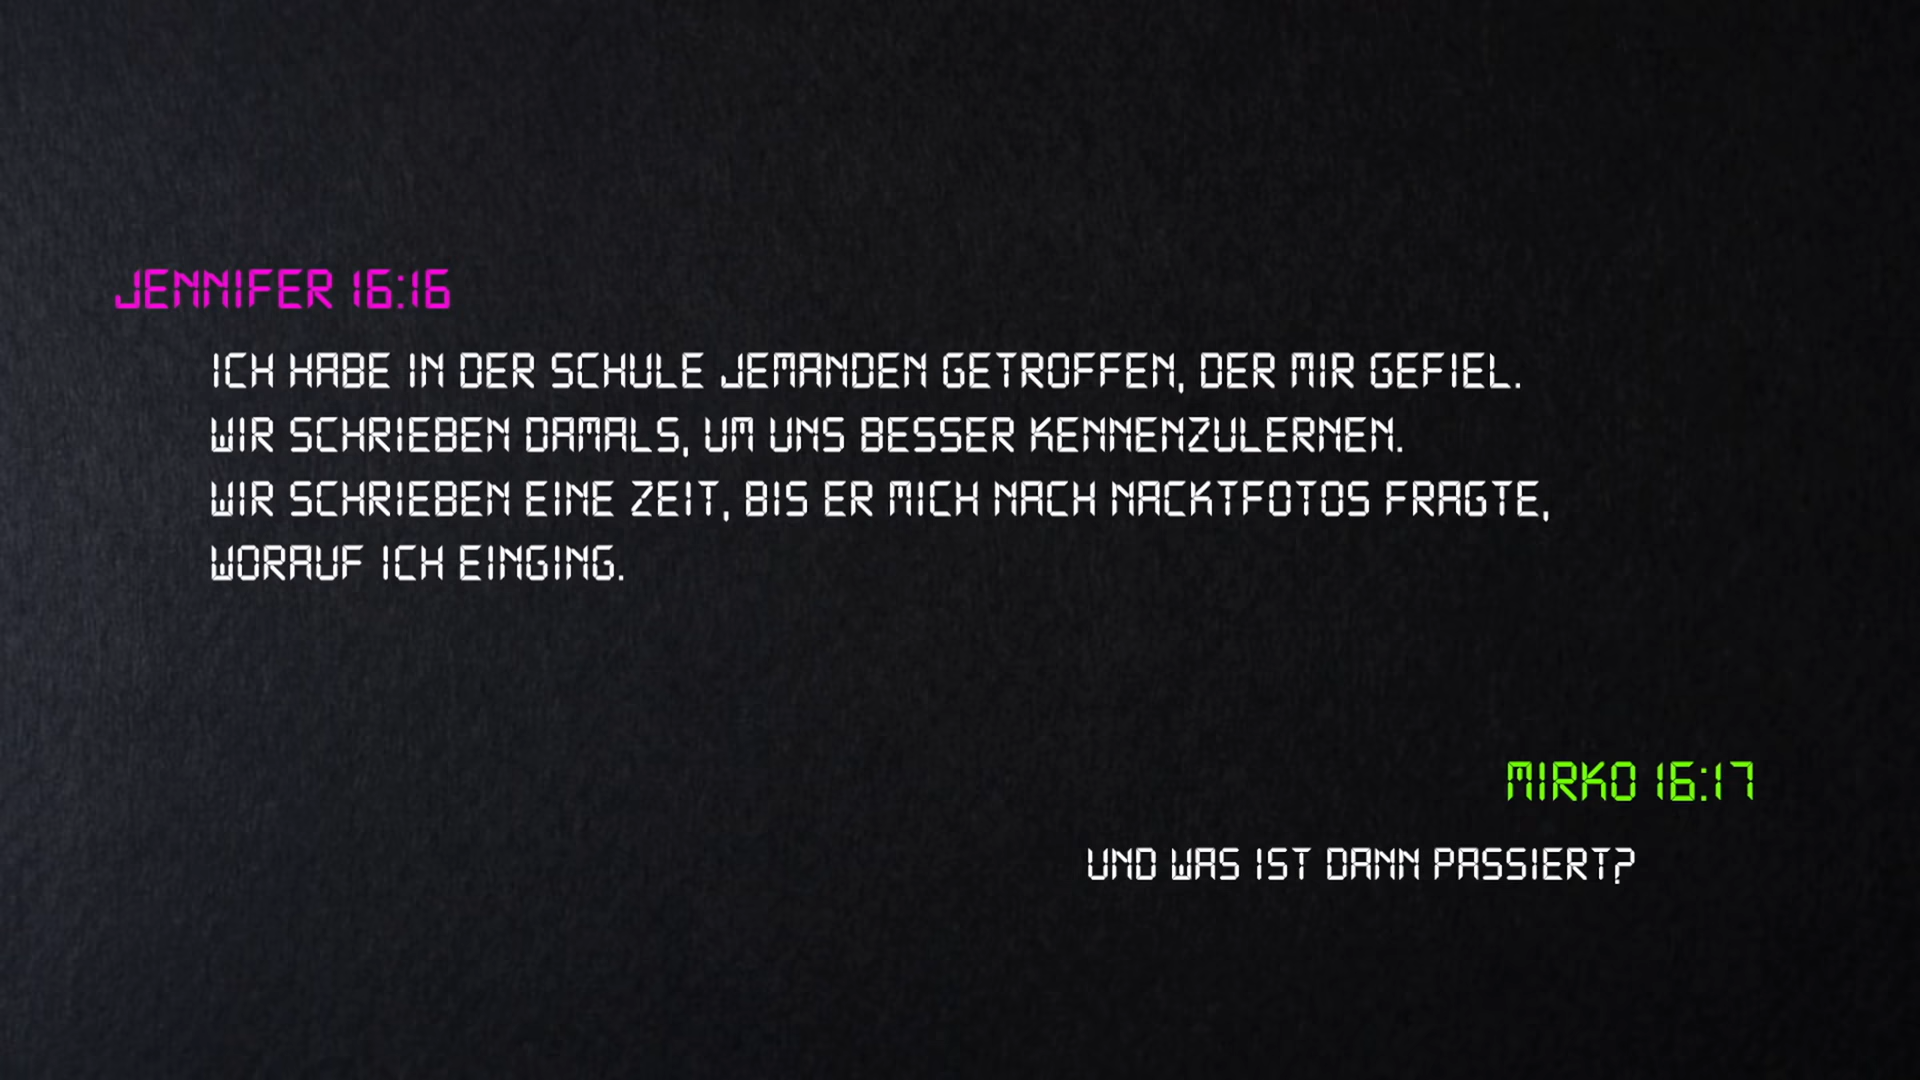 JENNIFER 16:16
ICH HABE IN DER SCHULE JEMANDEN GETROFFEN, DER MIR GEFIEL.
WIR SCHRIEBEN DAMALS, UM UNS BESSER KENNENZULERNEN.
WIR SCHRIEBEN EINE ZEIT, BIS ER MICH NACH NACKTFOTOS FRAGTE,
WORAUF ICH EINGING.
MIRKO 16:17
UND WAS IST DANN PASSIERT?